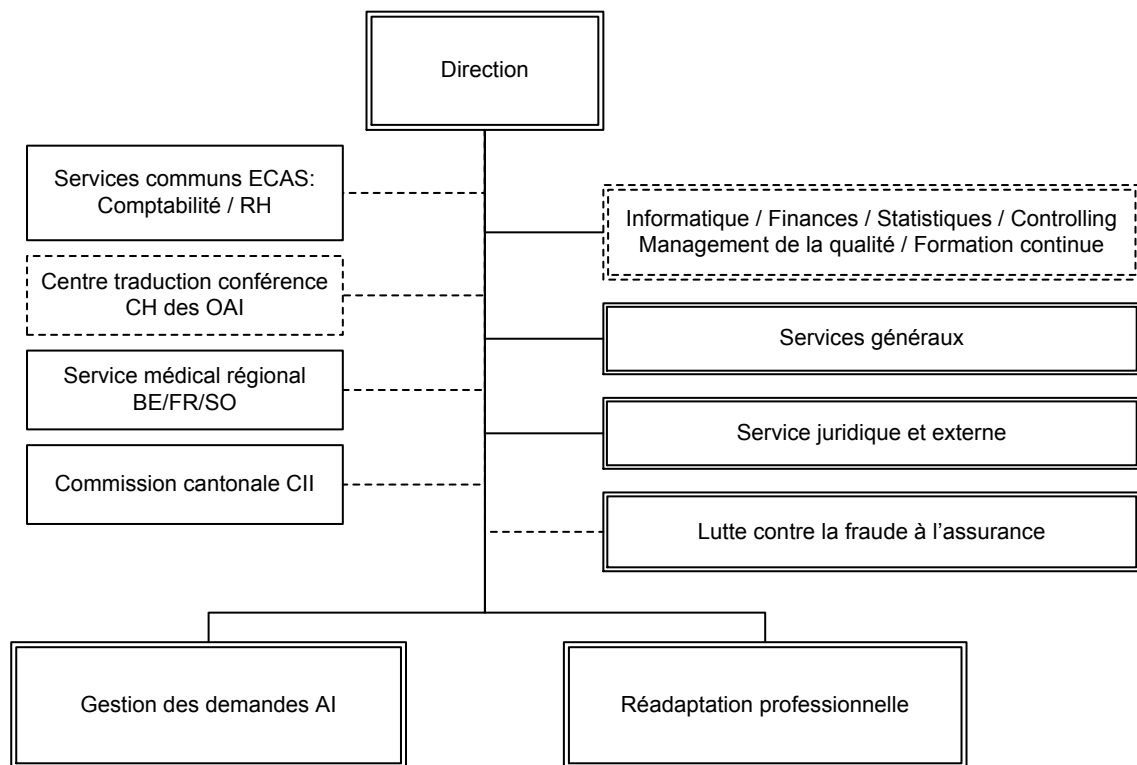 Direction
Services communs ECAS:
Comptabilité / RH
Informatique / Finances / Statistiques / Controlling
Management de la qualité / Formation continue
Centre traduction conférence
CH des OAI
Services généraux
Service médical régional
BE/FR/SO
Service juridique et externe
Commission cantonale CII
Lutte contre la fraude à l’assurance
Gestion des demandes AI
Réadaptation professionnelle